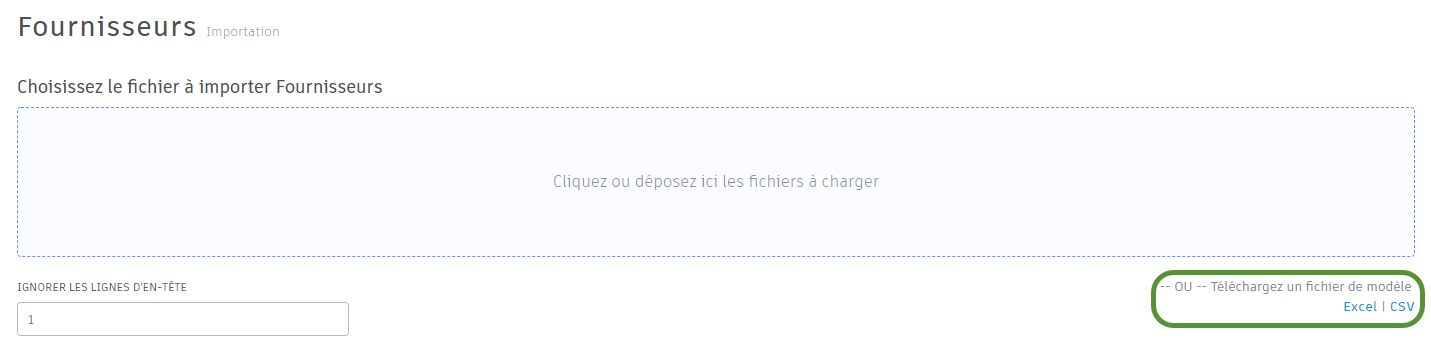 Fournisseurs Importation
Choisissez le fichier à importer Fournisseurs
Cliquez ou déposez ici les fichiers à charger
IGNORER LES LIGNES D'EN-TÊTE
1
-- OU -- Téléchargez un fichier de modèle
Excel | CSV